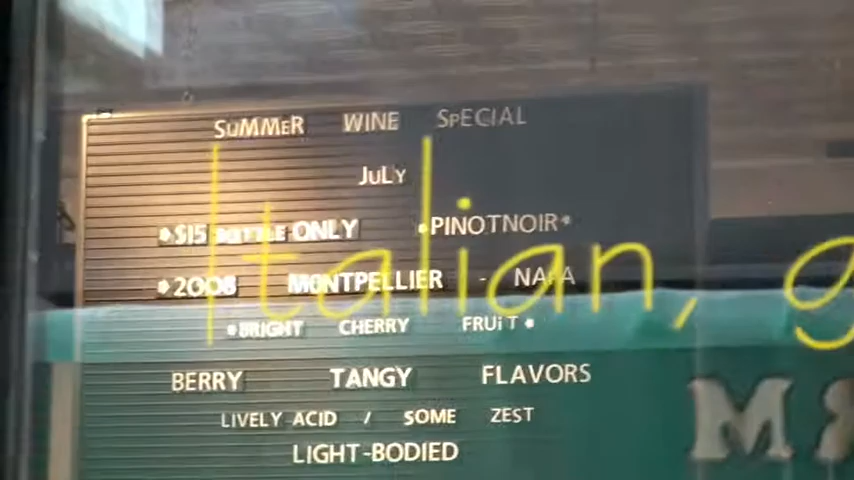 SUMMER WINE SPECIAL
JULY
•$15 BOTTLE ONLY •PINOTNOIR•
•2008 MONTPELLIER - NAPA
•BRIGHT CHERRY FRUIT•
BERRY TANGY FLAVORS
LIVELY ACID / SOME ZEST
LIGHT-BODIED
Italian, g
M